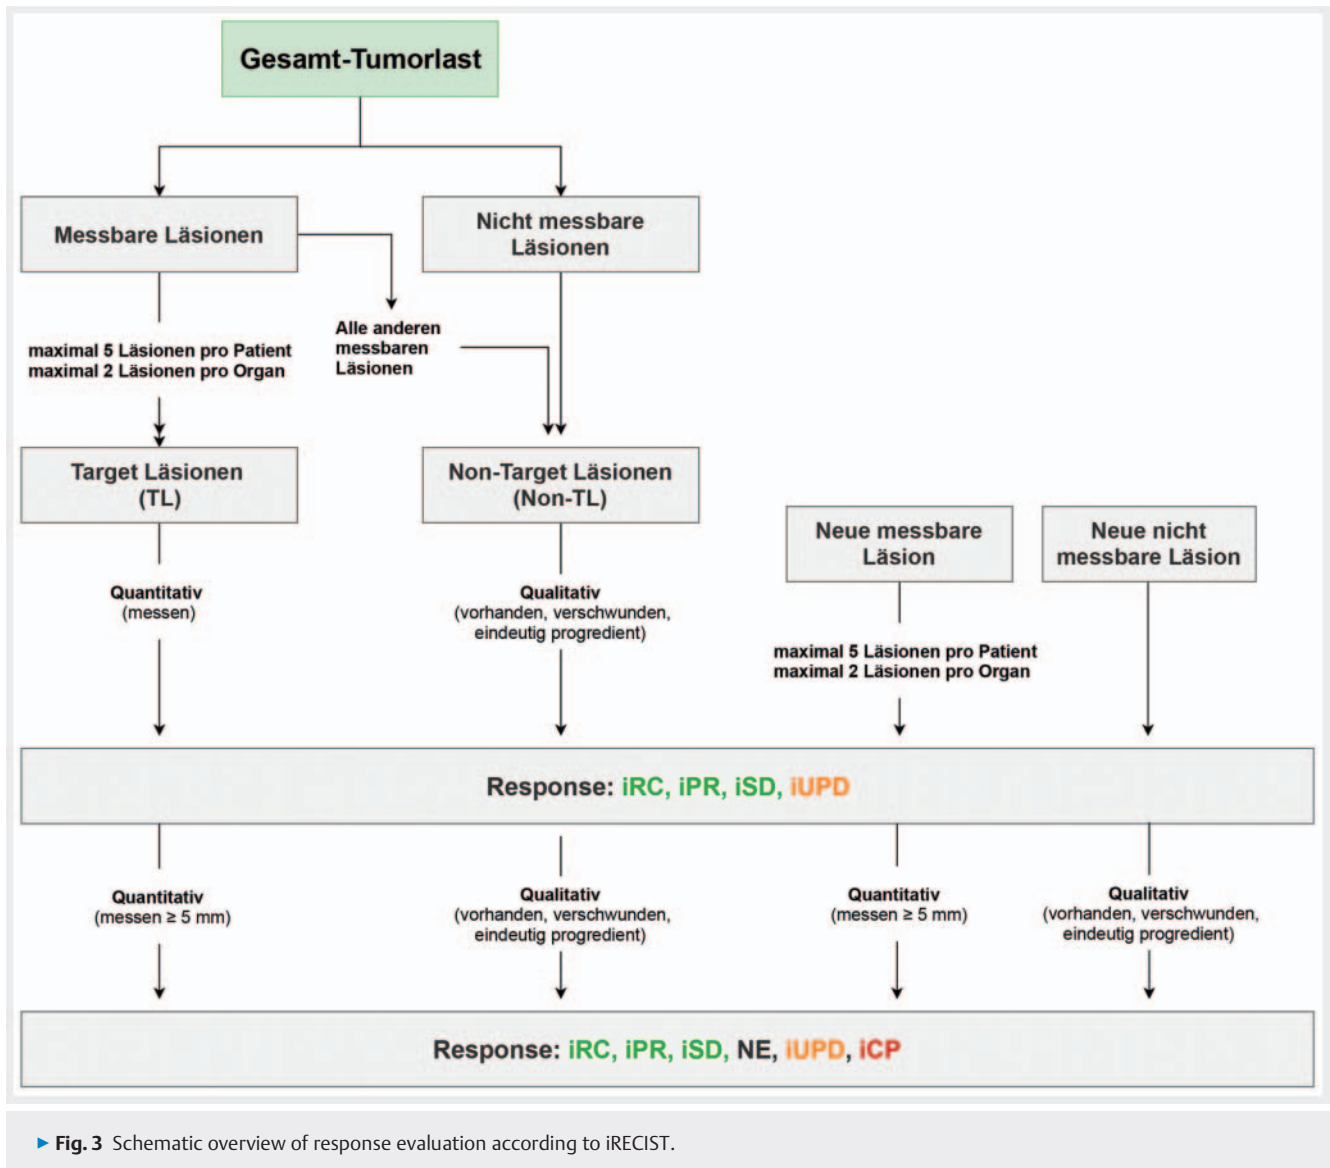 Gesamt-Tumorlast
Messbare Läsionen
Nicht messbare
Läsionen
maximal 5 Läsionen pro Patient
maximal 2 Läsionen pro Organ
Alle anderen
messbaren
Läsionen
Target Läsionen
(TL)
Non-Target Läsionen
(Non-TL)
Neue messbare
Läsion
Neue nicht
messbare Läsion
Quantitativ
(messen)
Qualitativ
(vorhanden, verschwunden,
eindeutig progredient)
maximal 5 Läsionen pro Patient
maximal 2 Läsionen pro Organ
Response: iRC, iPR, iSD, iUPD
Quantitativ
(messen ≥ 5 mm)
Qualitativ
(vorhanden, verschwunden,
eindeutig progredient)
Quantitativ
(messen ≥ 5 mm)
Qualitativ
(vorhanden, verschwunden,
eindeutig progredient)
Response: iRC, iPR, iSD, NE, iUPD, iCP
▶ Fig. 3 Schematic overview of response evaluation according to iRECIST.